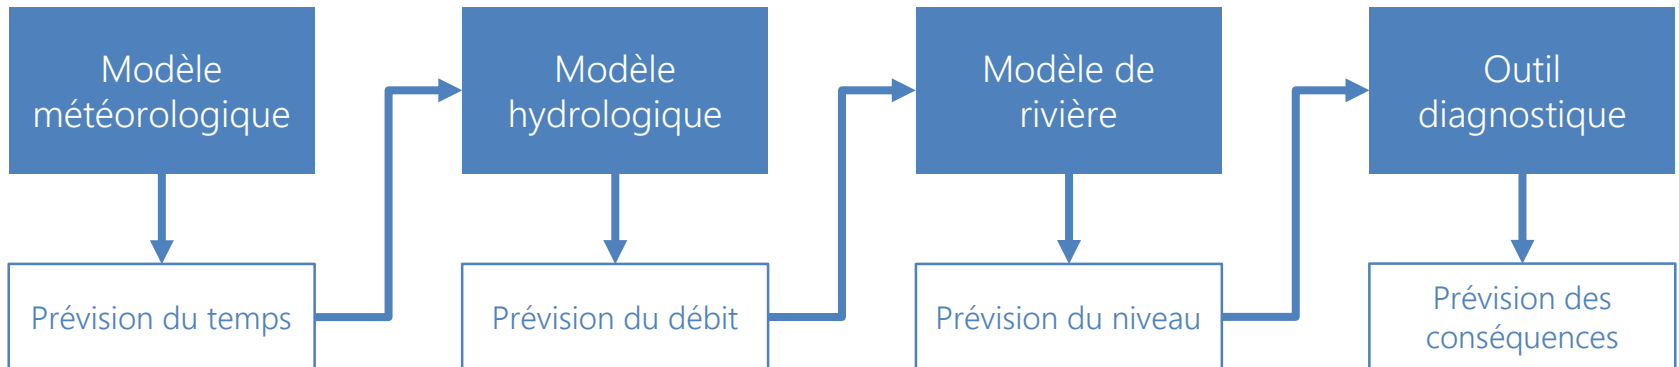 Modèle
météorologique
Modèle
hydrologique
Modèle de
rivière
Outil
diagnostique
Prévision du temps
Prévision du débit
Prévision du niveau
Prévision des
conséquences